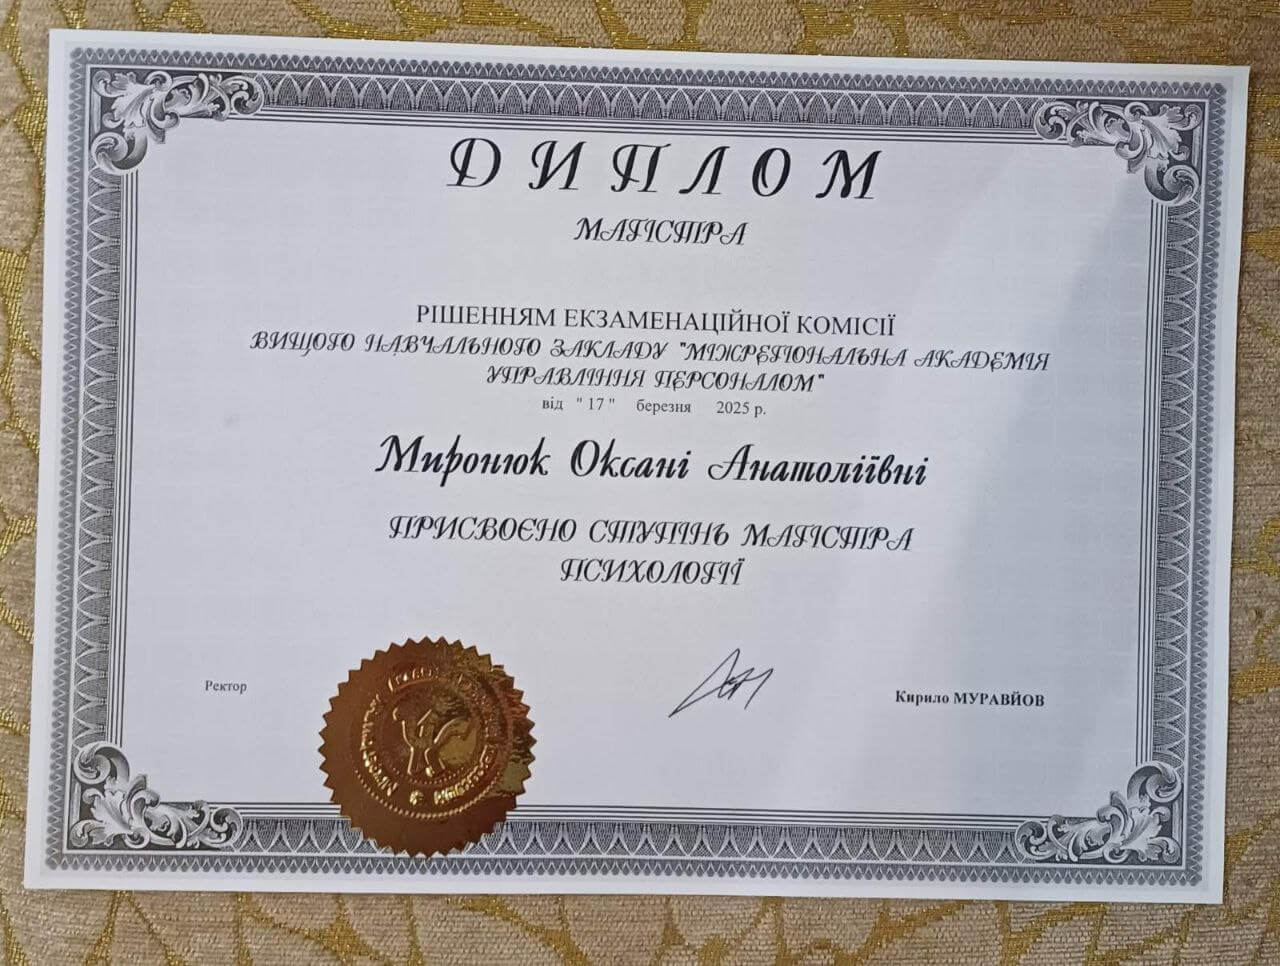 ДИПЛОМ
МАГІСТРА
РІШЕННЯМ ЕКЗАМЕНАЦІЙНОЇ КОМІСІЇ
ВИЩОГО НАВЧАЛЬНОГО ЗАКЛАДУ "МІЖРЕГІОНАЛЬНА АКАДЕМІЯ
УПРАВЛІННЯ ПЕРСОНАЛОМ"
від " 17 " березня 2025 р.
Миронюк Оксані Анатоліївні
ПРИСВОЄНО СТУПІНЬ МАГІСТРА
ПСИХОЛОГІЇ
Ректор
Кирило МУРАВЙОВ